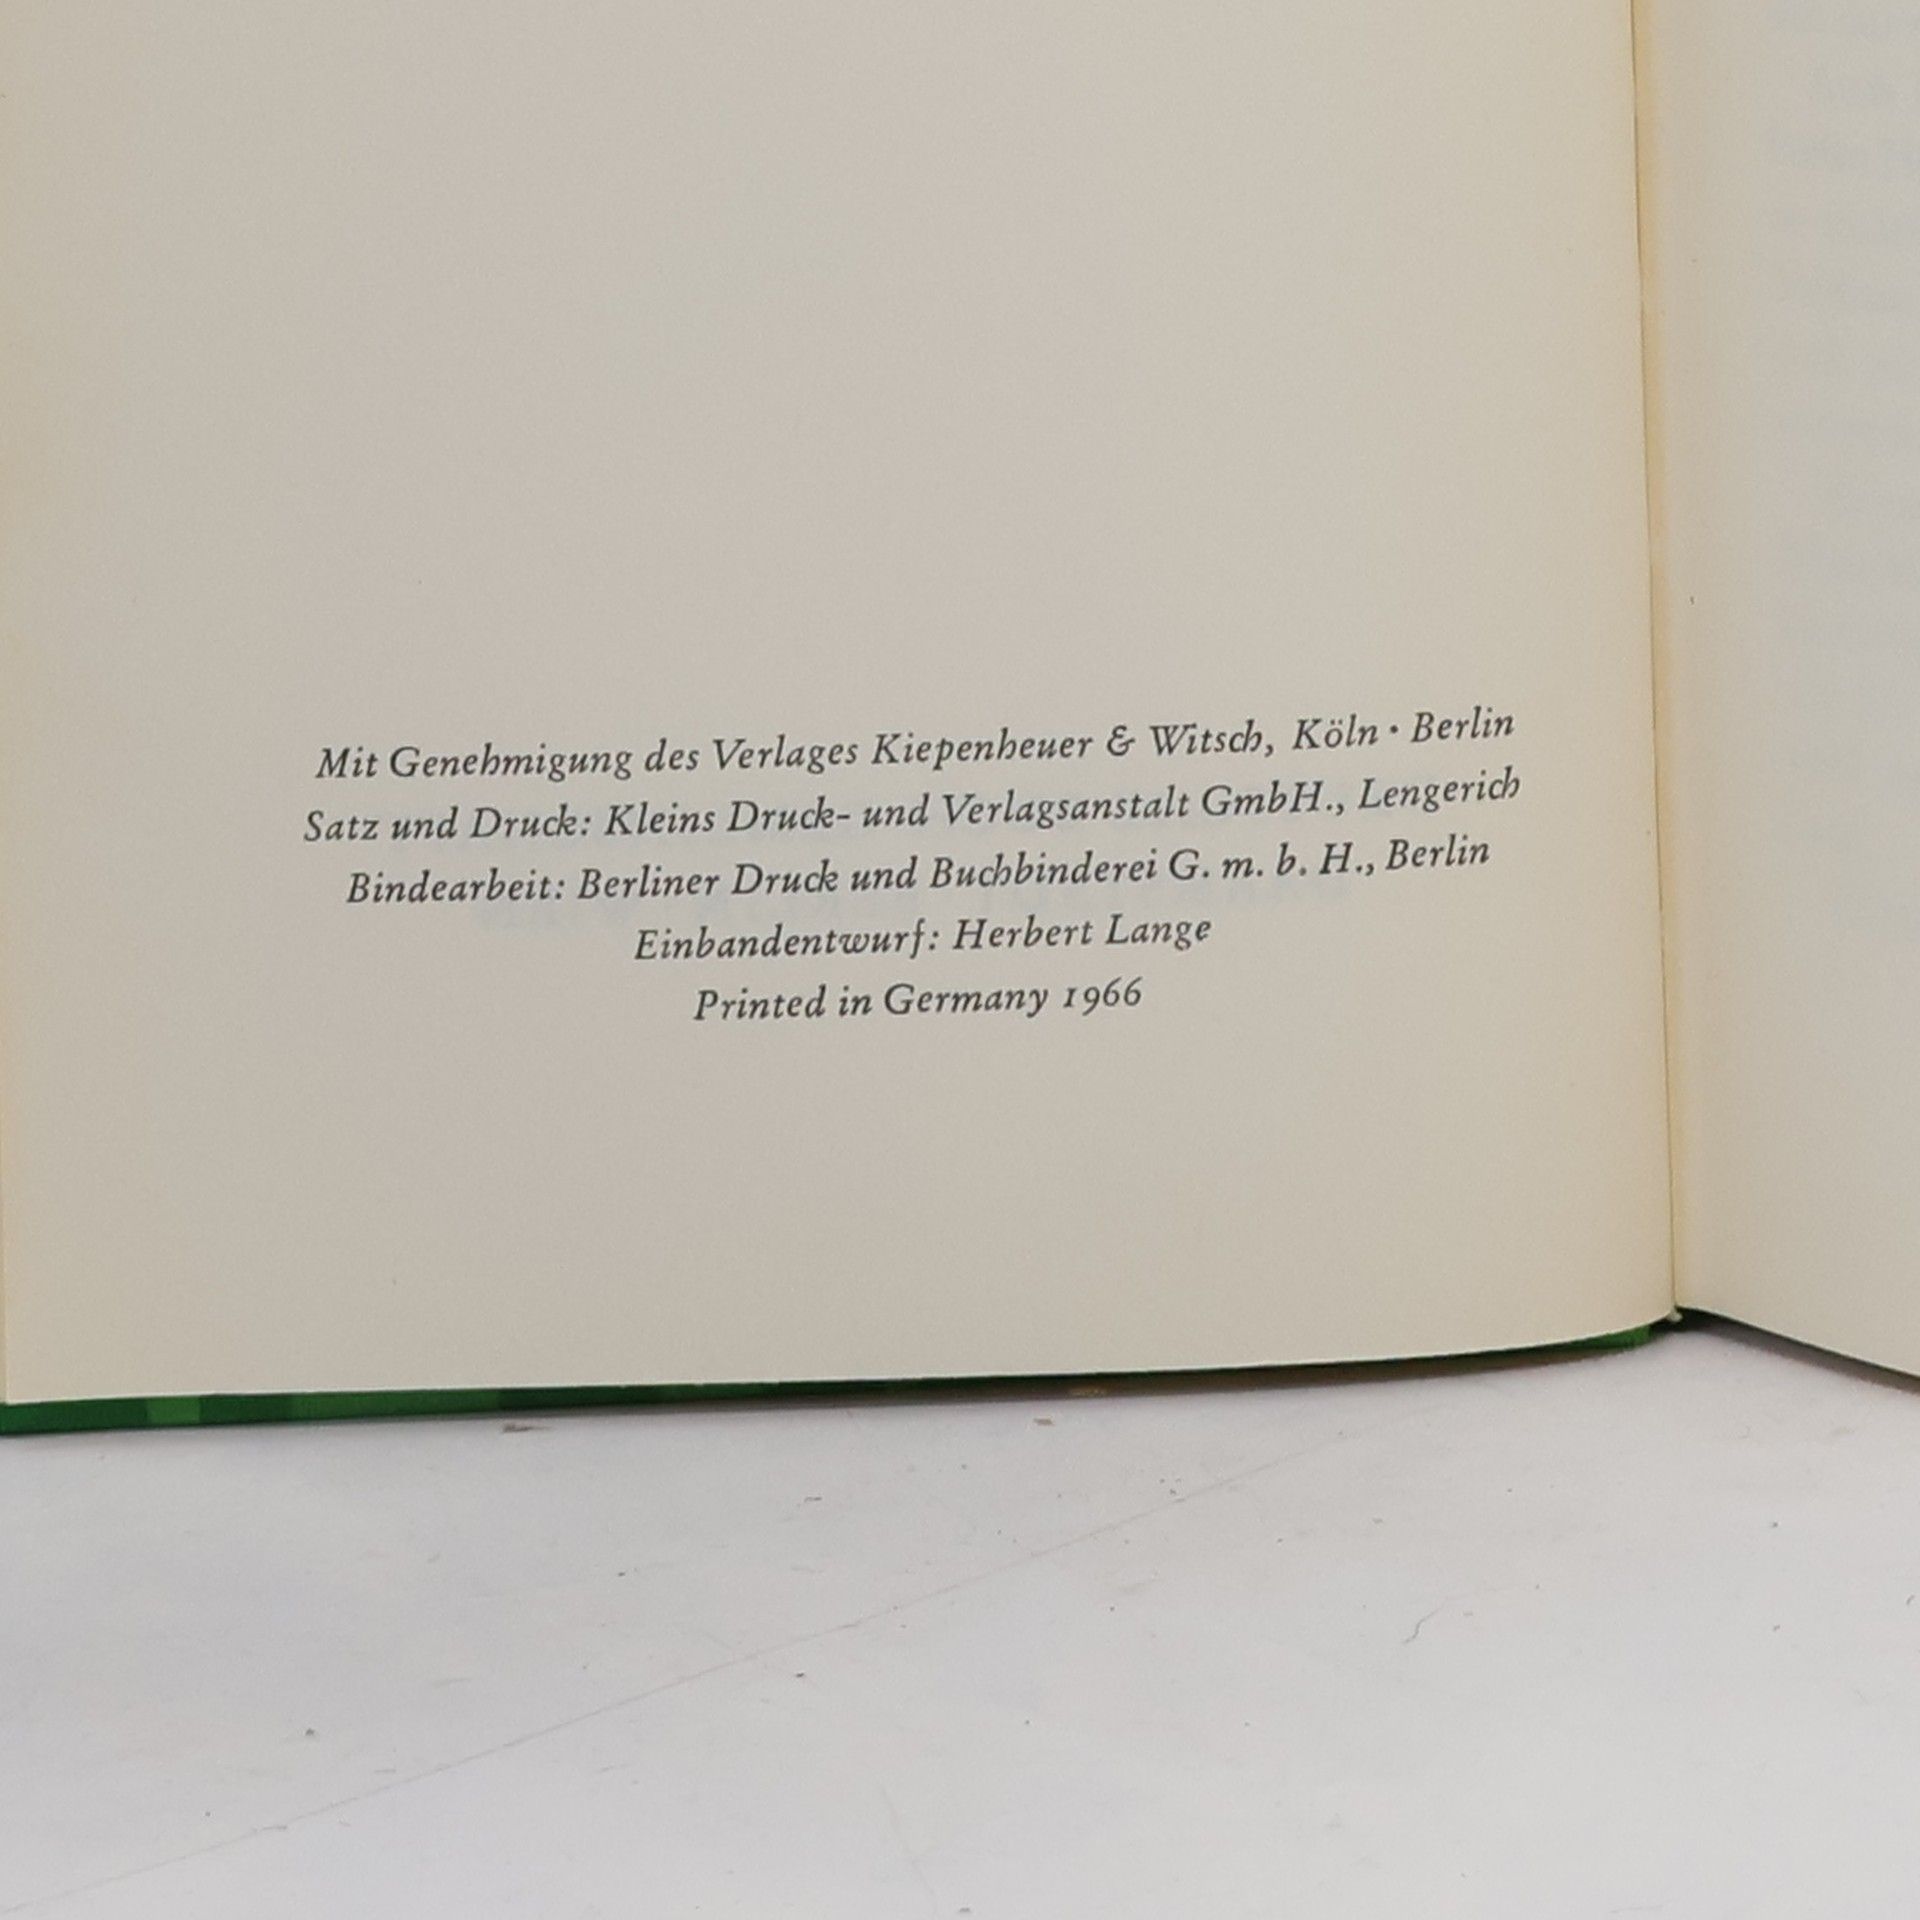 Mit Genehmigung des Verlages Kiepenheuer & Witsch, Köln · Berlin
Satz und Druck: Kleins Druck- und Verlagsanstalt GmbH., Lengerich
Bindearbeit: Berliner Druck und Buchbinderei G. m. b. H., Berlin
Einbandentwurf: Herbert Lange
Printed in Germany 1966